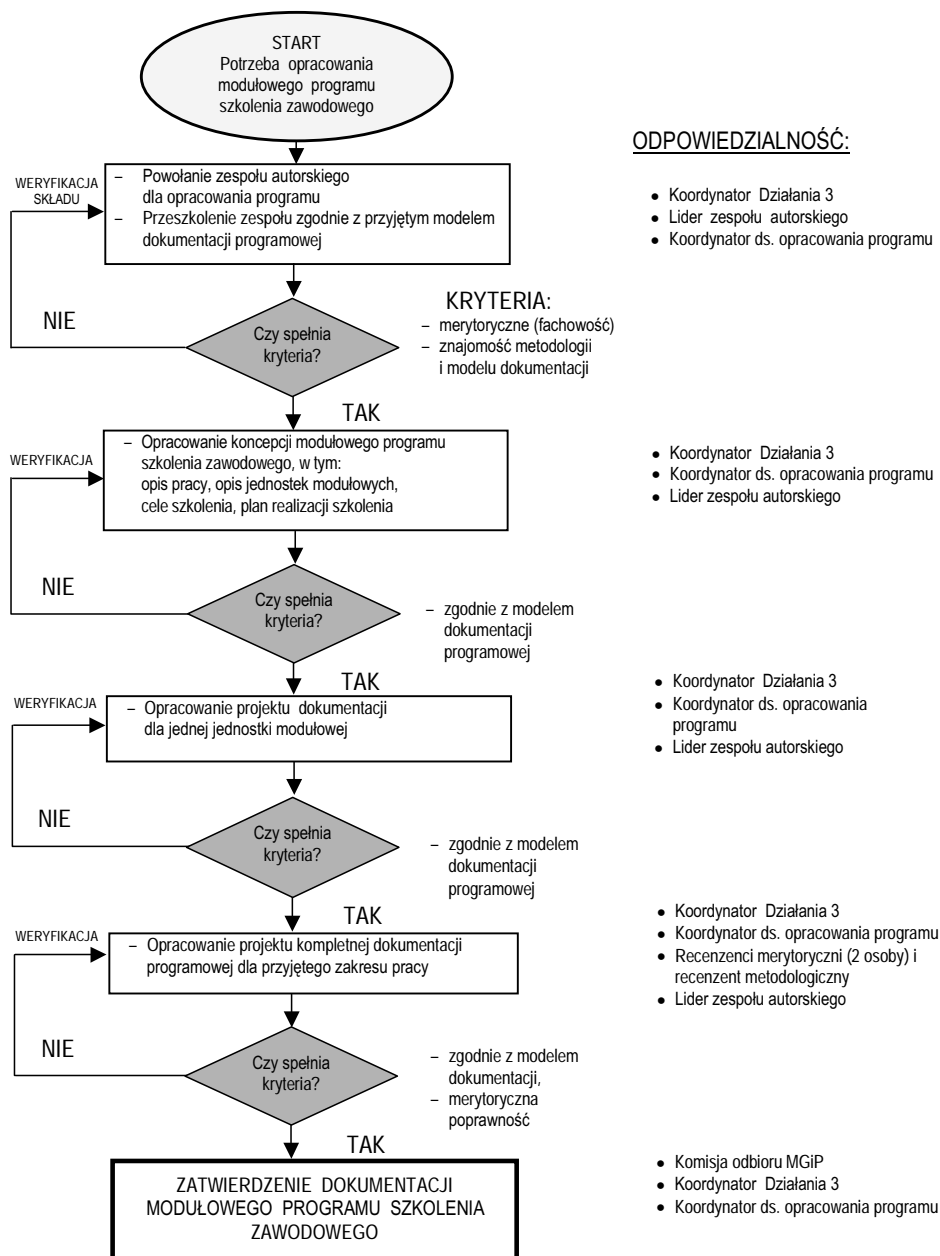 START
Potrzeba opracowania
modułowego programu
szkolenia zawodowego
ODPOWIEDZIALNOŚĆ:
WERYFIKACJA
SKŁADU
– Powołanie zespołu autorskiego
dla opracowania programu
– Przeszkolenie zespołu zgodnie z przyjętym modelem
dokumentacji programowej
• Koordynator Działania 3
• Lider zespołu autorskiego
• Koordynator ds. opracowania programu
NIE
Czy spełnia
kryteria?
KRYTERIA:
– merytoryczne (fachowość)
– znajomość metodologii
i modelu dokumentacji
TAK
WERYFIKACJA
– Opracowanie koncepcji modułowego programu
szkolenia zawodowego, w tym:
opis pracy, opis jednostek modułowych,
cele szkolenia, plan realizacji szkolenia
• Koordynator Działania 3
• Koordynator ds. opracowania programu
• Lider zespołu autorskiego
NIE
Czy spełnia
kryteria?
– zgodnie z modelem
dokumentacji
programowej
TAK
WERYFIKACJA
– Opracowanie projektu dokumentacji
dla jednej jednostki modułowej
• Koordynator Działania 3
• Koordynator ds. opracowania
programu
• Lider zespołu autorskiego
NIE
Czy spełnia
kryteria?
– zgodnie z modelem
dokumentacji
programowej
TAK
WERYFIKACJA
– Opracowanie projektu kompletnej dokumentacji
programowej dla przyjętego zakresu pracy
• Koordynator Działania 3
• Koordynator ds. opracowania programu
• Recenzenci merytoryczni (2 osoby) i
recenzent metodologiczny
• Lider zespołu autorskiego
NIE
Czy spełnia
kryteria?
– zgodnie z modelem
dokumentacji,
– merytoryczna
poprawność
TAK
ZATWIERDZENIE DOKUMENTACJI
MODUŁOWEGO PROGRAMU SZKOLENIA
ZAWODOWEGO
• Komisja odbioru MGiP
• Koordynator Działania 3
• Koordynator ds. opracowania programu